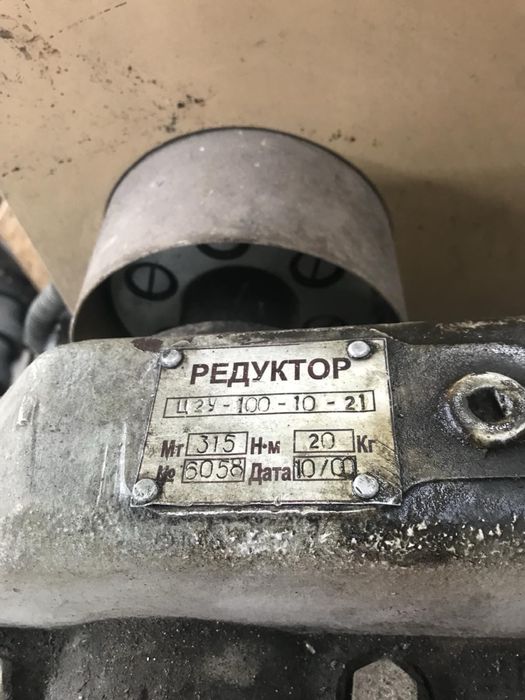 РЕДУКТОР
Ц2У-100-10-21
Мт 315 Н·м 20 Кг
№ 6058 Дата 10/00